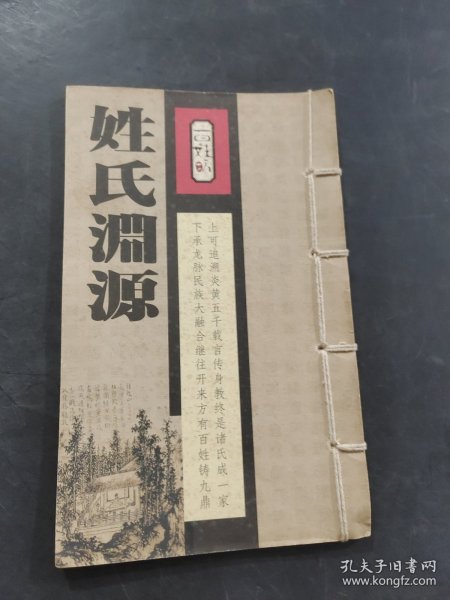 姓氏淵源
上可追溯炎黄五千载言传身教终是诸氏成一家
下承龙脉民族大融合继往开来方有百姓铸九鼎
孔夫子旧书网
www.kongfz.com